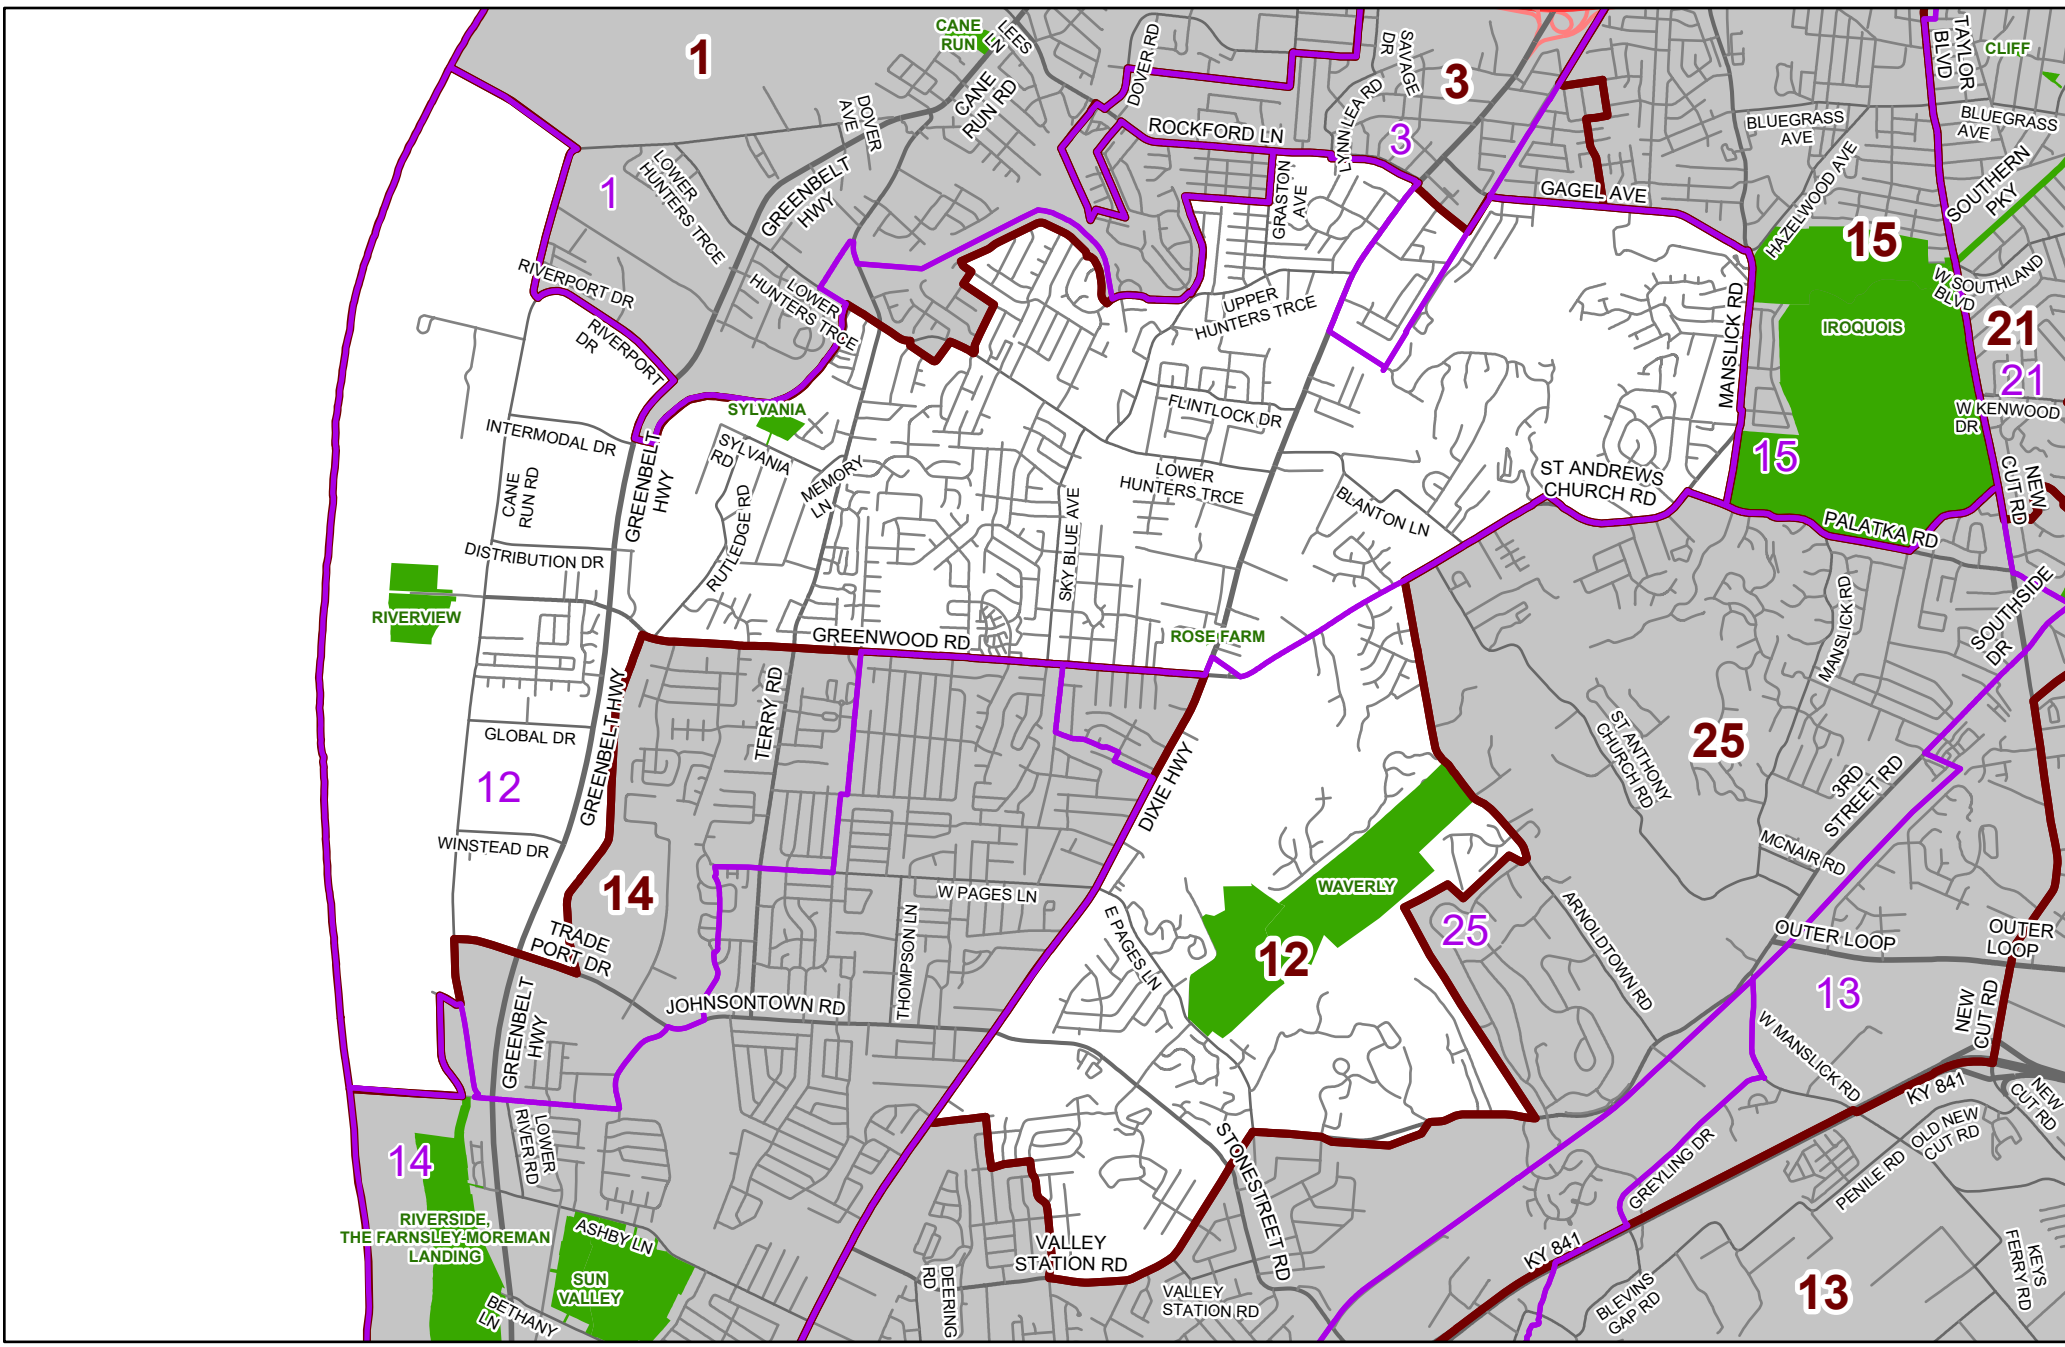 1
CANE
RUN
LEES
LN
CANE
RUN RD
DOVER RD
SAVAGE
DR
3
TAYLOR
BLVD
CLIFF
DOVER
AVE
ROCKFORD LN
LYNNLEA RD
3
BLUEGRASS
AVE
BLUEGRASS
AVE
LOWER
HUNTERS TRCE
1
GREENBELT
HWY
GRASTON
AVE
GAGEL AVE
HAZELWOOD AVE
SOUTHERN
PKY
15
RIVERPORT DR
LOWER
HUNTERS TRCE
UPPER
HUNTERS TRCE
W SOUTHLAND
BLVD
RIVERPORT
DR
MANSLICK RD
IROQUOIS
21
21
SYLVANIA
FLINTLOCK DR
W KENWOOD
DR
INTERMODAL DR
SYLVANIA
RD
MEMORY
LN
15
CANE
RUN RD
GREENBELT
HWY
RUTLEDGE RD
LOWER
HUNTERS TRCE
ST ANDREWS
CHURCH RD
NEW
CUT RD
SKY BLUE AVE
BLANTON LN
PALATKA RD
DISTRIBUTION DR
RIVERVIEW
GREENWOOD RD
ROSE FARM
MANSLICK RD
SOUTHSIDE
DR
GREENBELT HWY
TERRY RD
GLOBAL DR
ST ANTHONY
CHURCH RD
25
12
DIXIE HWY
3RD
STREET RD
WINSTEAD DR
MCNAIR RD
14
W PAGES LN
WAVERLY
25
ARNOLDTOWN RD
TRADE
PORT DR
THOMPSON LN
E PAGES LN
12
OUTER LOOP
OUTER
LOOP
JOHNSONTOWN RD
13
NEW
CUT RD
GREENBELT
HWY
W MANSLICK RD
KY 841
NEW
CUT RD
LOWER
RIVER RD
STONESTREET RD
OLD NEW
CUT RD
14
GREYLING DR
PENILE RD
RIVERSIDE,
THE FARNSLEY-MOREMAN
LANDING
ASHBY LN
VALLEY
STATION RD
KY 841
KEYS
FERRY RD
SUN
VALLEY
DEERING
RD
VALLEY
STATION RD
BLEVINS
GAP RD
13
BETHANY
LN